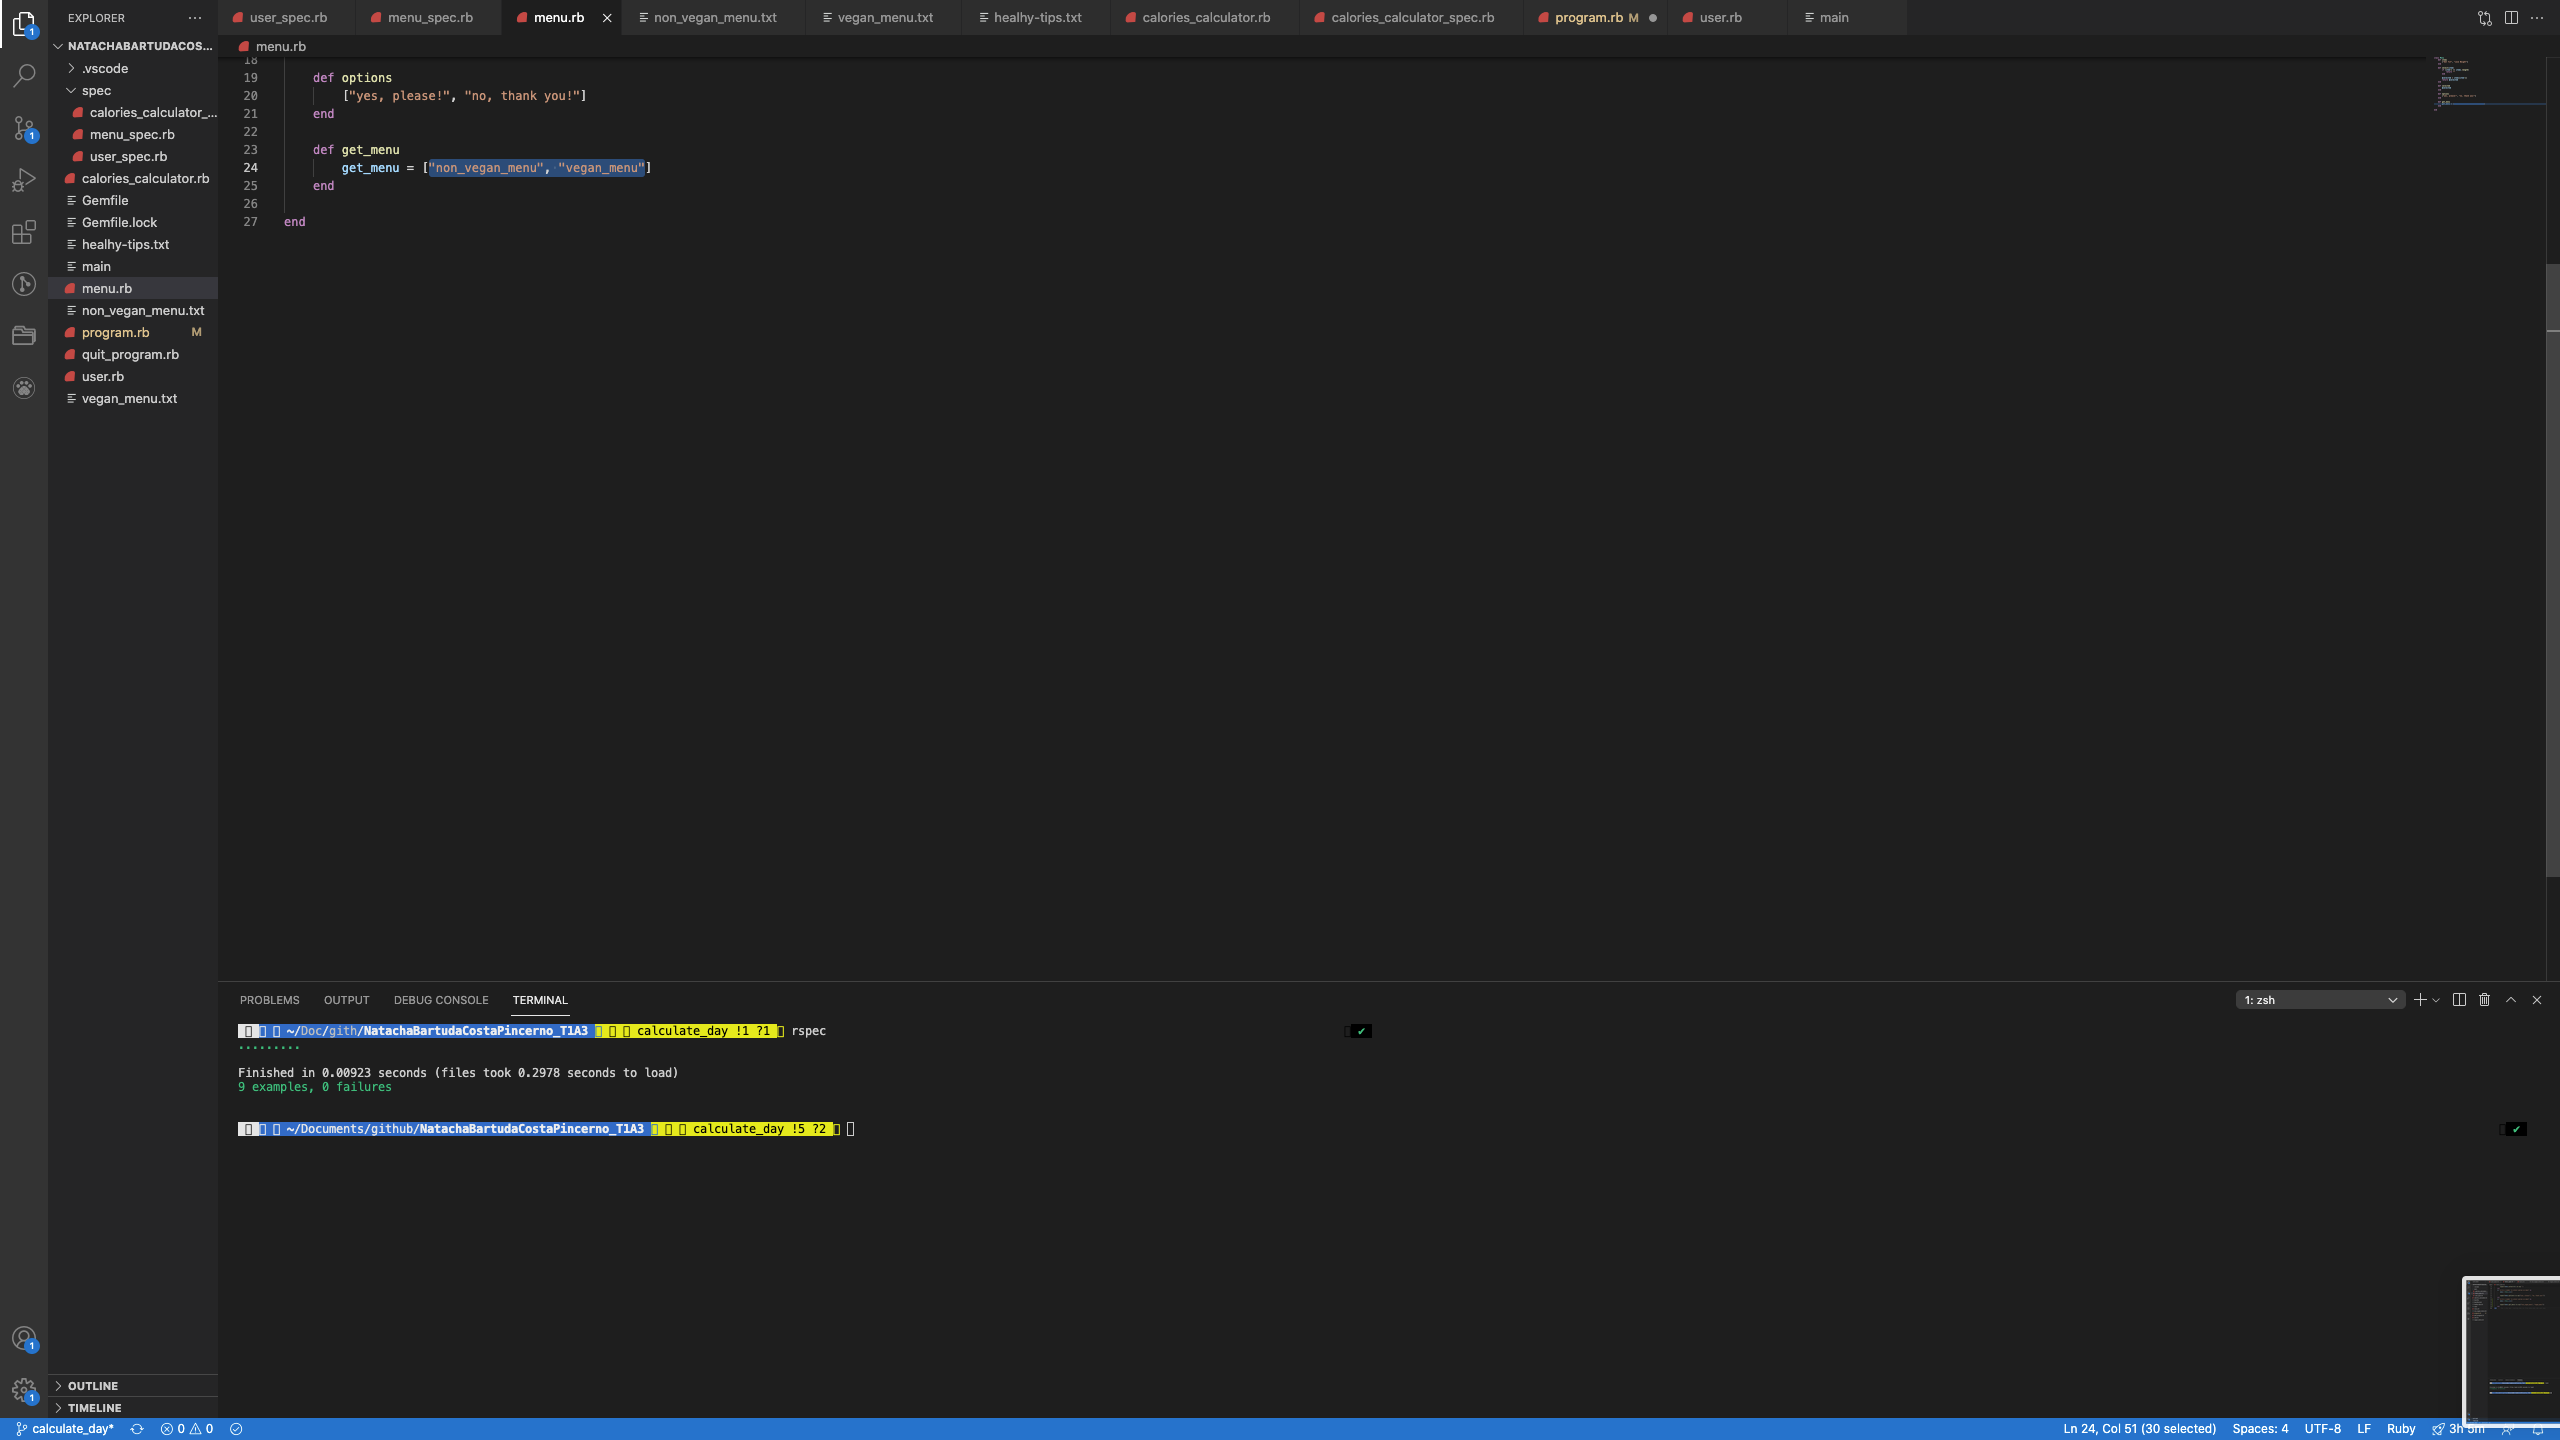 EXPLORER
NATACHABARTUDACOS...
.vscode
spec
calories_calculator_...
menu_spec.rb
user_spec.rb
calories_calculator.rb
Gemfile
Gemfile.lock
healhy-tips.txt
main
menu.rb
non_vegan_menu.txt
program.rb M
quit_program.rb
user.rb
vegan_menu.txt
OUTLINE
TIMELINE
user_spec.rb menu_spec.rb menu.rb non_vegan_menu.txt vegan_menu.txt healhy-tips.txt calories_calculator.rb calories_calculator_spec.rb program.rb M user.rb main
menu.rb
18
19 def options
20 ["yes, please!", "no, thank you!"]
21 end
22
23 def get_menu
24 get_menu = ["non_vegan_menu", "vegan_menu"]
25 end
26
27 end
PROBLEMS OUTPUT DEBUG CONSOLE TERMINAL 1: zsh
~/Doc/gith/NatachaBartudaCostaPincerno_T1A3 calculate_day !1 ?1 rspec ✔
.........
Finished in 0.00923 seconds (files took 0.2978 seconds to load)
9 examples, 0 failures
~/Documents/github/NatachaBartudaCostaPincerno_T1A3 calculate_day !5 ?2 ✔
1
1
1
1
calculate_day* 0 0 Ln 24, Col 51 (30 selected) Spaces: 4 UTF-8 LF Ruby 3h 5m